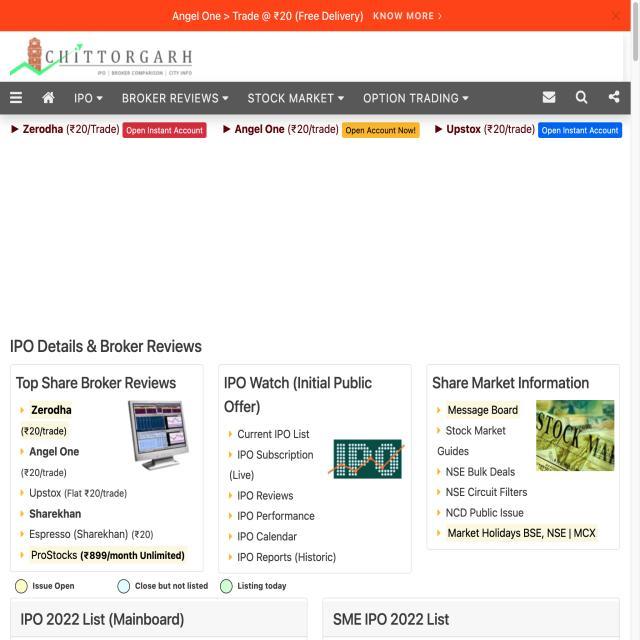 Angel One > Trade @ ₹20 (Free Delivery) KNOW MORE
CHITTORGARH
IPO | BROKER COMPARISON | CITY INFO
IPO BROKER REVIEWS STOCK MARKET OPTION TRADING
Zerodha (₹20/Trade) Open Instant Account Angel One (₹20/trade) Open Account Now! Upstox (₹20/trade) Open Instant Account
IPO Details & Broker Reviews
Top Share Broker Reviews
Zerodha
(₹20/trade)
Angel One
(₹20/trade)
Upstox (Flat ₹20/trade)
Sharekhan
Espresso (Sharekhan) (₹20)
ProStocks (₹899/month Unlimited)
IPO Watch (Initial Public
Offer)
Current IPO List
IPO Subscription
(Live)
IPO Reviews
IPO Performance
IPO Calendar
IPO Reports (Historic)
IPO
Share Market Information
Message Board
Stock Market
Guides
NSE Bulk Deals
NSE Circuit Filters
NCD Public Issue
Market Holidays BSE, NSE | MCX
STOCK MA
Issue Open Close but not listed Listing today
IPO 2022 List (Mainboard)
SME IPO 2022 List